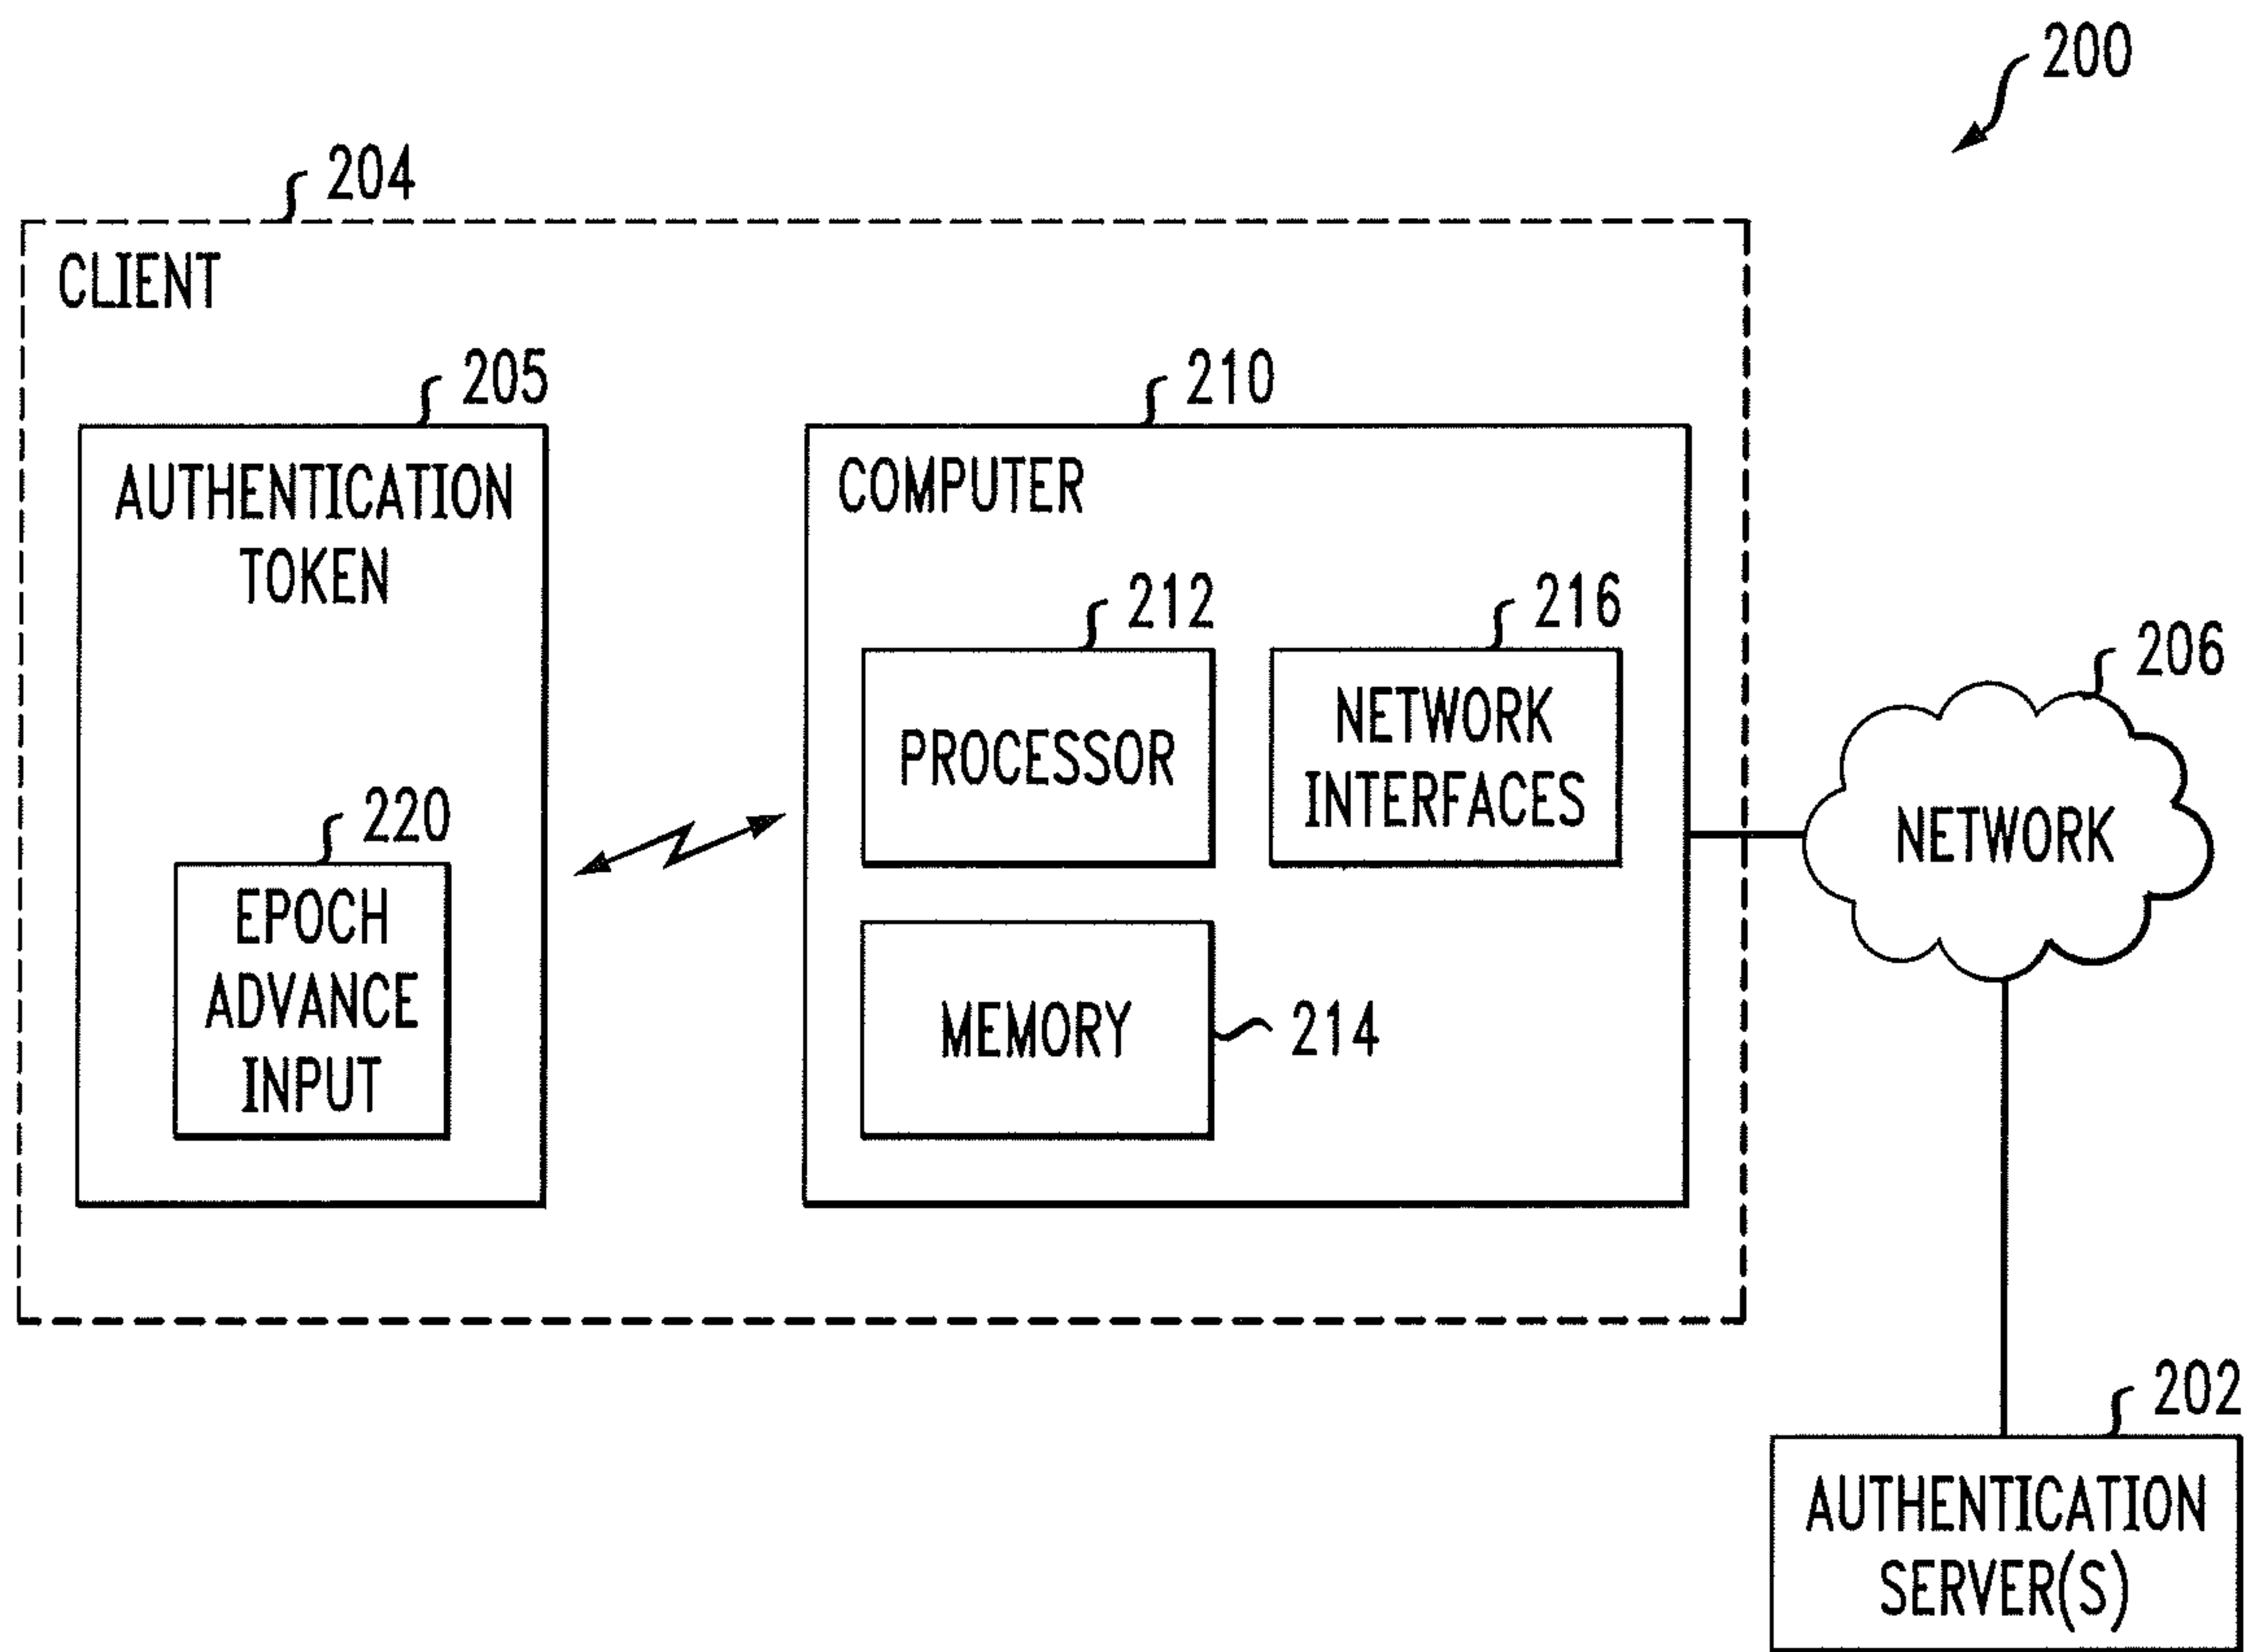 200
204
CLIENT
205
AUTHENTICATION
TOKEN
220
EPOCH
ADVANCE
INPUT
210
COMPUTER
212
PROCESSOR
216
NETWORK
INTERFACES
MEMORY
214
206
NETWORK
202
AUTHENTICATION
SERVER(S)